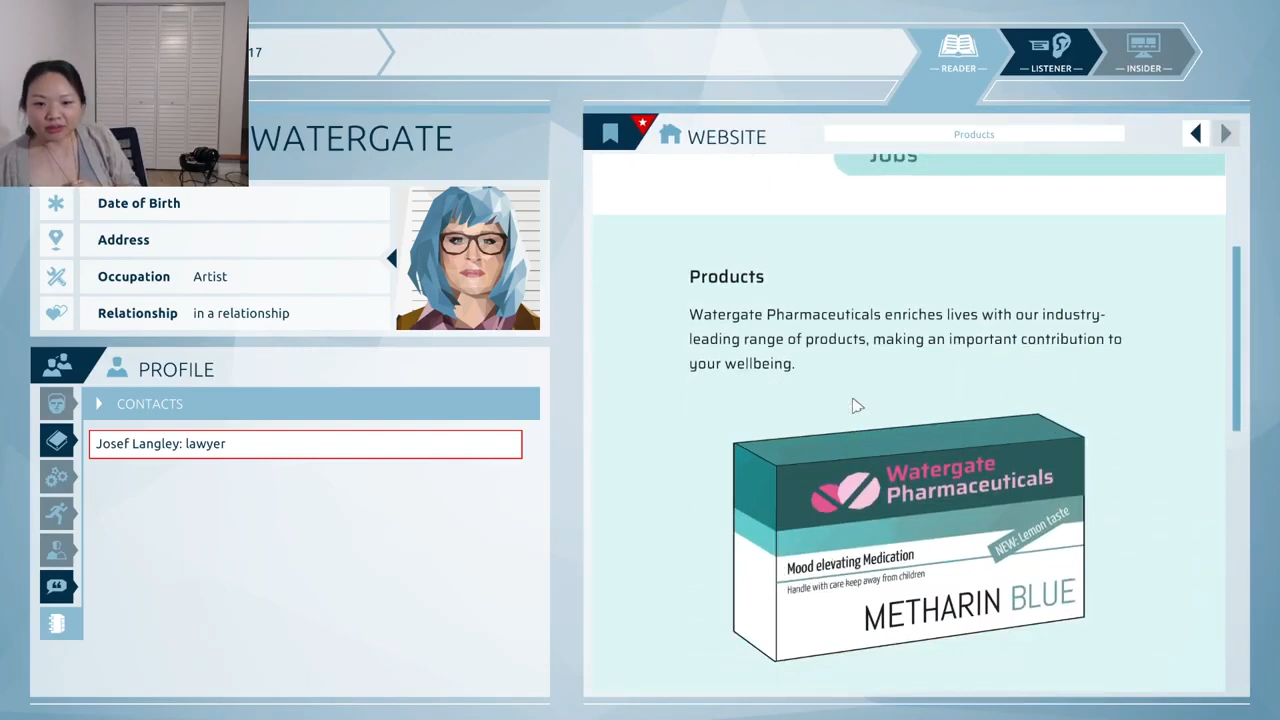 17
READER
LISTENER
INSIDER
WATERGATE
Date of Birth
Address
Occupation Artist
Relationship in a relationship
PROFILE
CONTACTS
Josef Langley: lawyer
WEBSITE
Products
Jobs
Products
Watergate Pharmaceuticals enriches lives with our industry-
leading range of products, making an important contribution to
your wellbeing.
Watergate
Pharmaceuticals
NEW: Lemon taste
Mood elevating Medication
Handle with care keep away from children
METHARIN BLUE